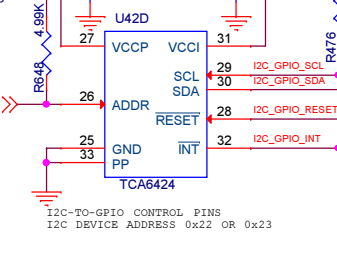 U42D
4.99K
R648
R476
27
VCCP
VCCI
31
SCL
29
I2C_GPIO_SCL
SDA
30
I2C_GPIO_SDA
26
ADDR
RESET
28
I2C_GPIO_RESET
25
GND
INT
32
I2C_GPIO_INT
33
PP
TCA6424
I2C-TO-GPIO CONTROL PINS
I2C DEVICE ADDRESS 0x22 OR 0x23